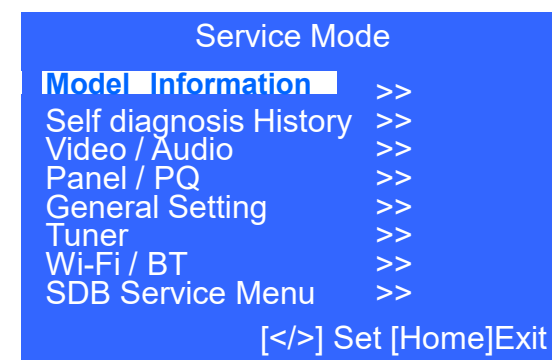 Service Mode
Model Information >>
Self diagnosis History >>
Video / Audio >>
Panel / PQ >>
General Setting >>
Tuner >>
Wi-Fi / BT >>
SDB Service Menu >>
[</>] Set [Home]Exit